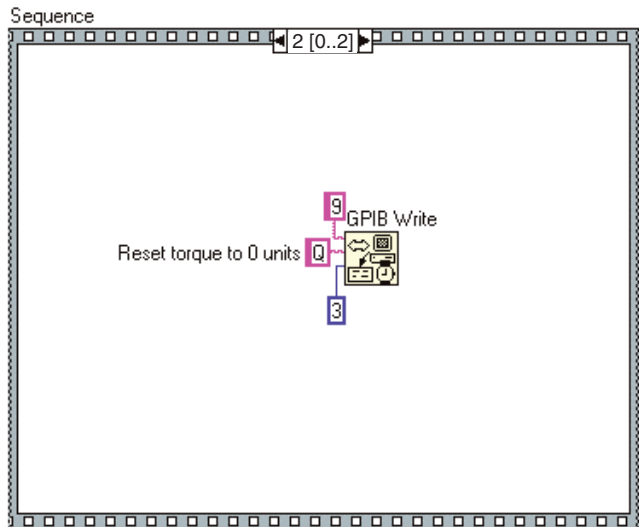 Sequence
2 [0..2]
9
GPIB Write
Reset torque to 0 units Q
3